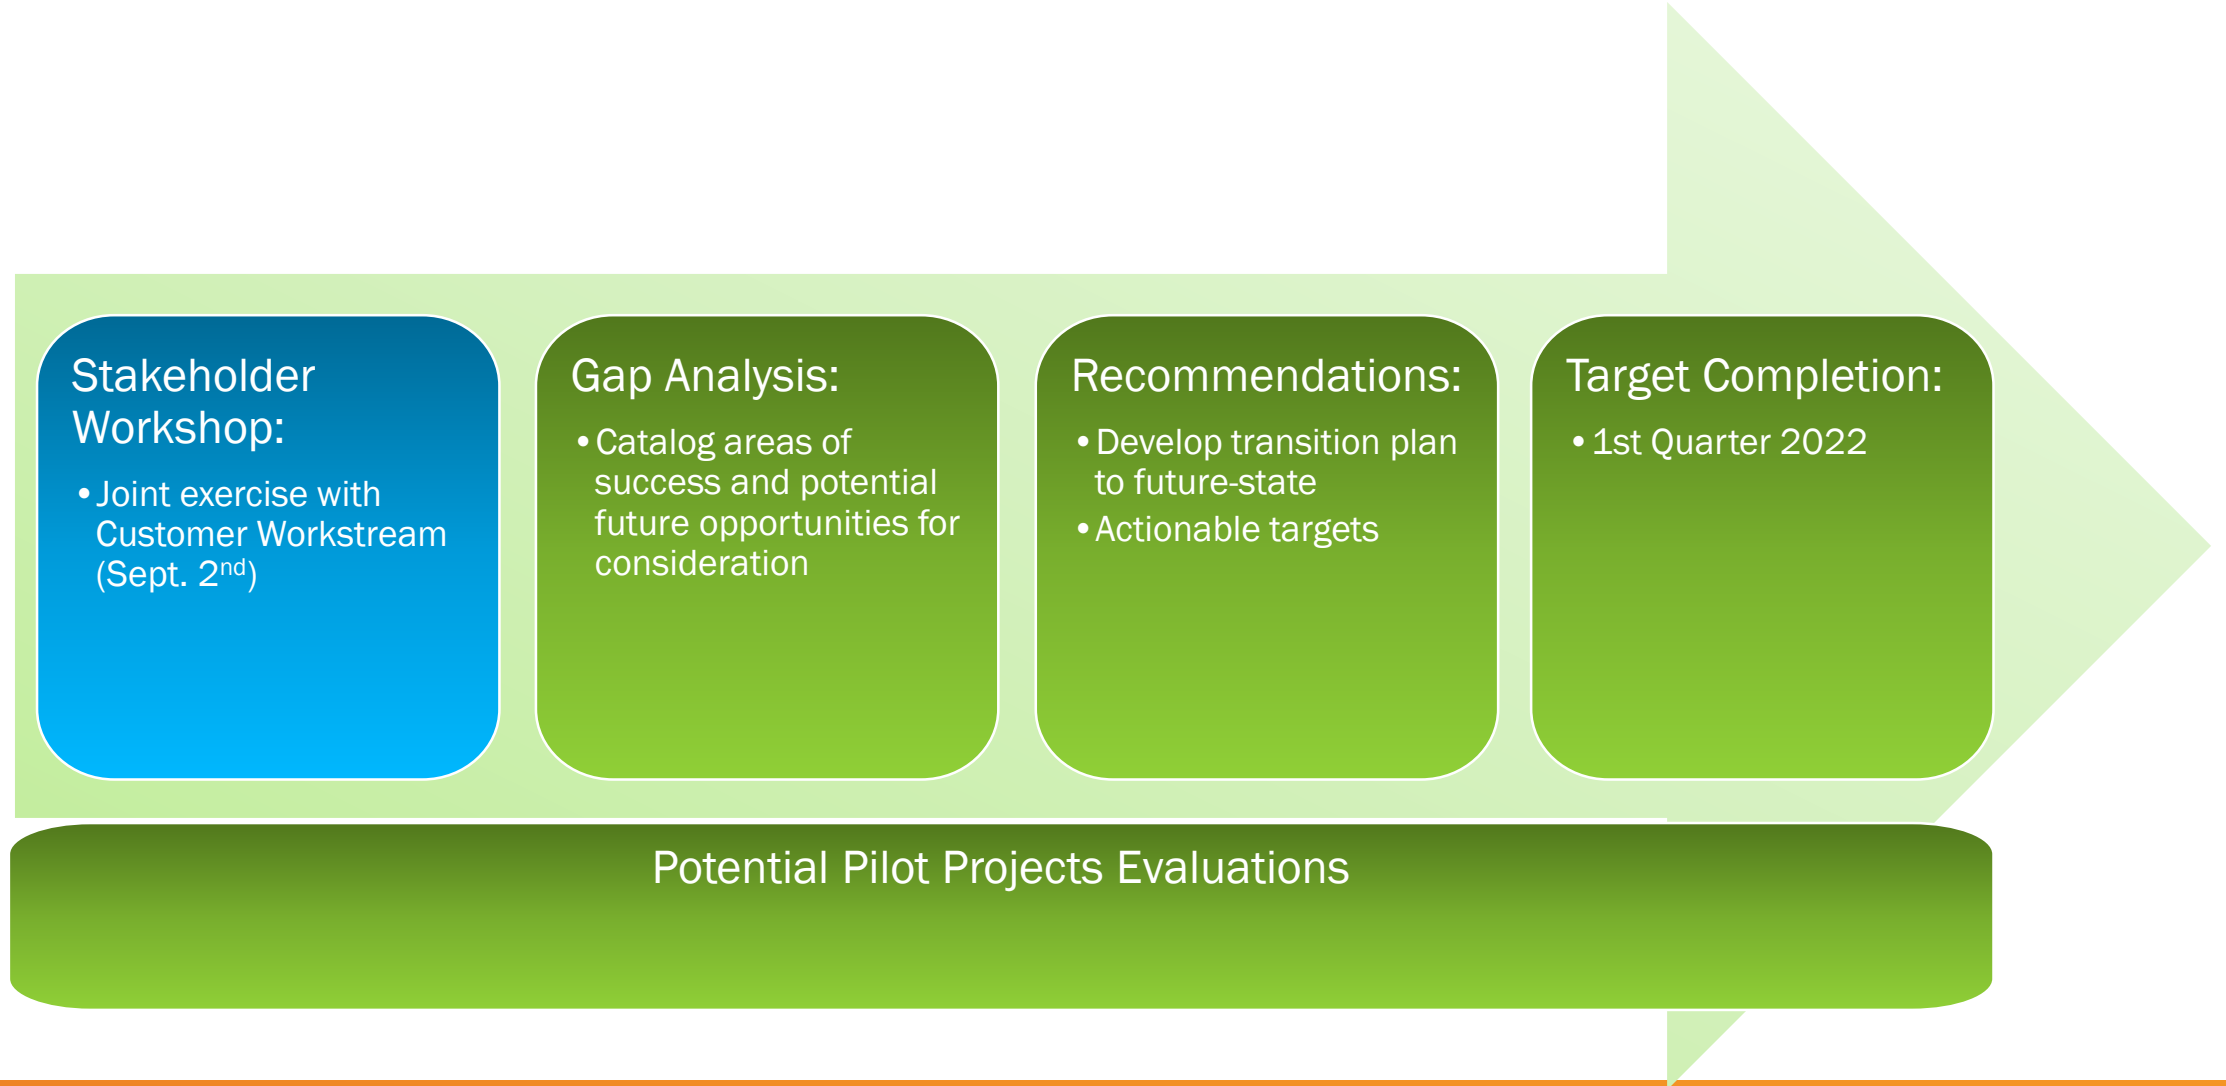 Stakeholder
Workshop:
• Joint exercise with
Customer Workstream
(Sept. 2nd)
Gap Analysis:
• Catalog areas of
success and potential
future opportunities for
consideration
Recommendations:
• Develop transition plan
to future-state
• Actionable targets
Target Completion:
• 1st Quarter 2022
Potential Pilot Projects Evaluations